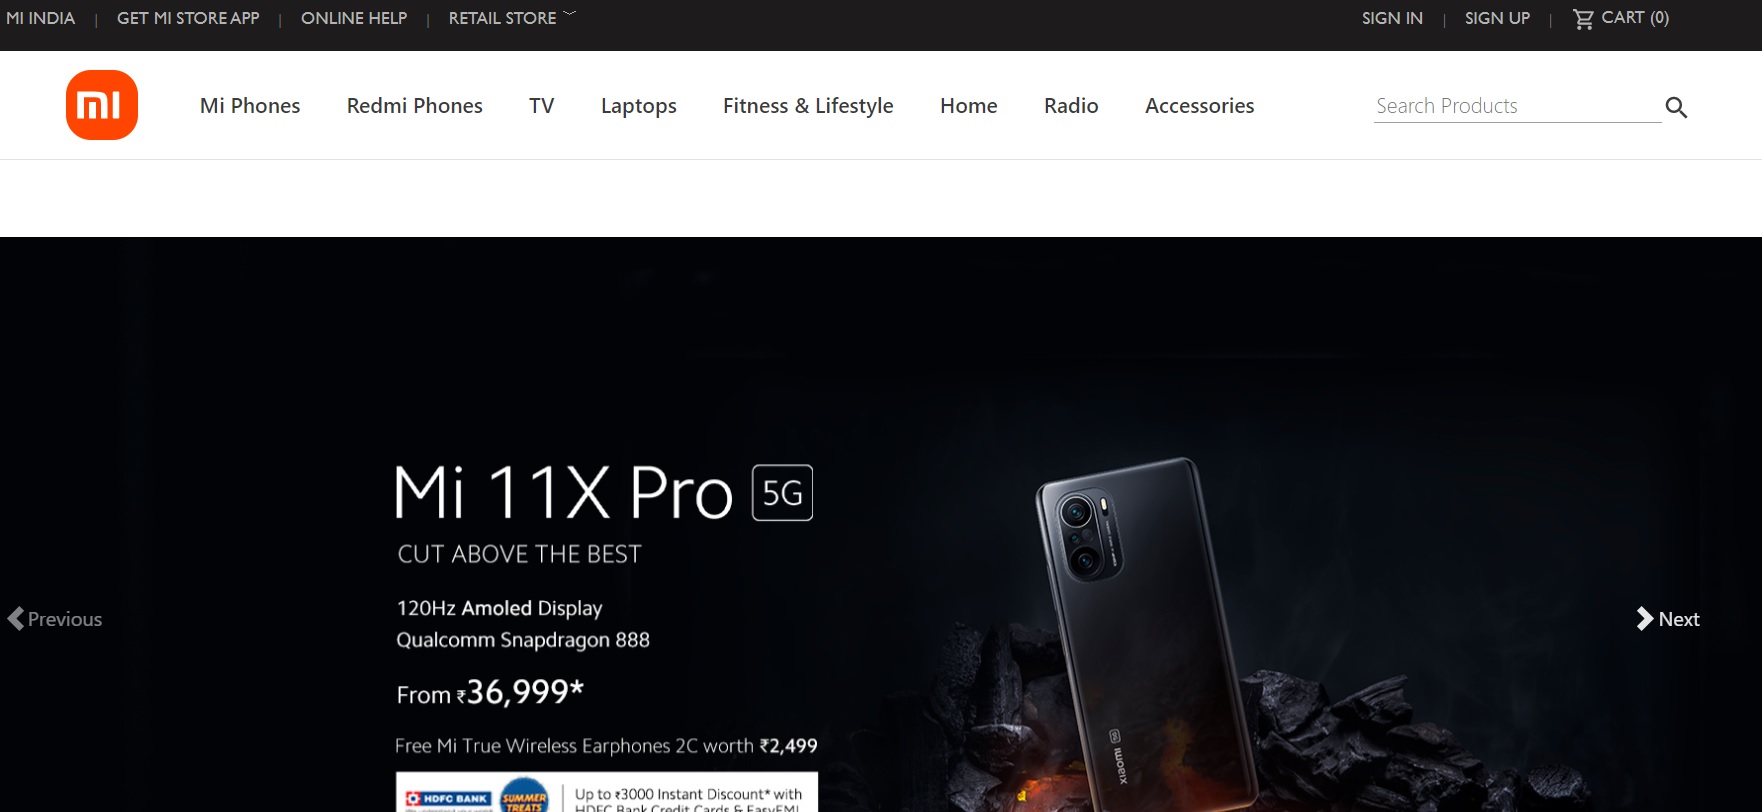 MI INDIA | GET MI STORE APP | ONLINE HELP | RETAIL STORE
SIGN IN | SIGN UP | CART (0)
mi
Mi Phones Redmi Phones TV Laptops Fitness & Lifestyle Home Radio Accessories
Search Products
Mi 11X Pro 5G
CUT ABOVE THE BEST
120Hz Amoled Display
Qualcomm Snapdragon 888
Previous
Next
From ₹36,999*
Free Mi True Wireless Earphones 2C worth ₹2,499
HDFC BANK
SUMMER TREATS
Up to ₹3000 Instant Discount* with
HDFC Bank Credit Cards & EasyEMI
5G
XIAOMI